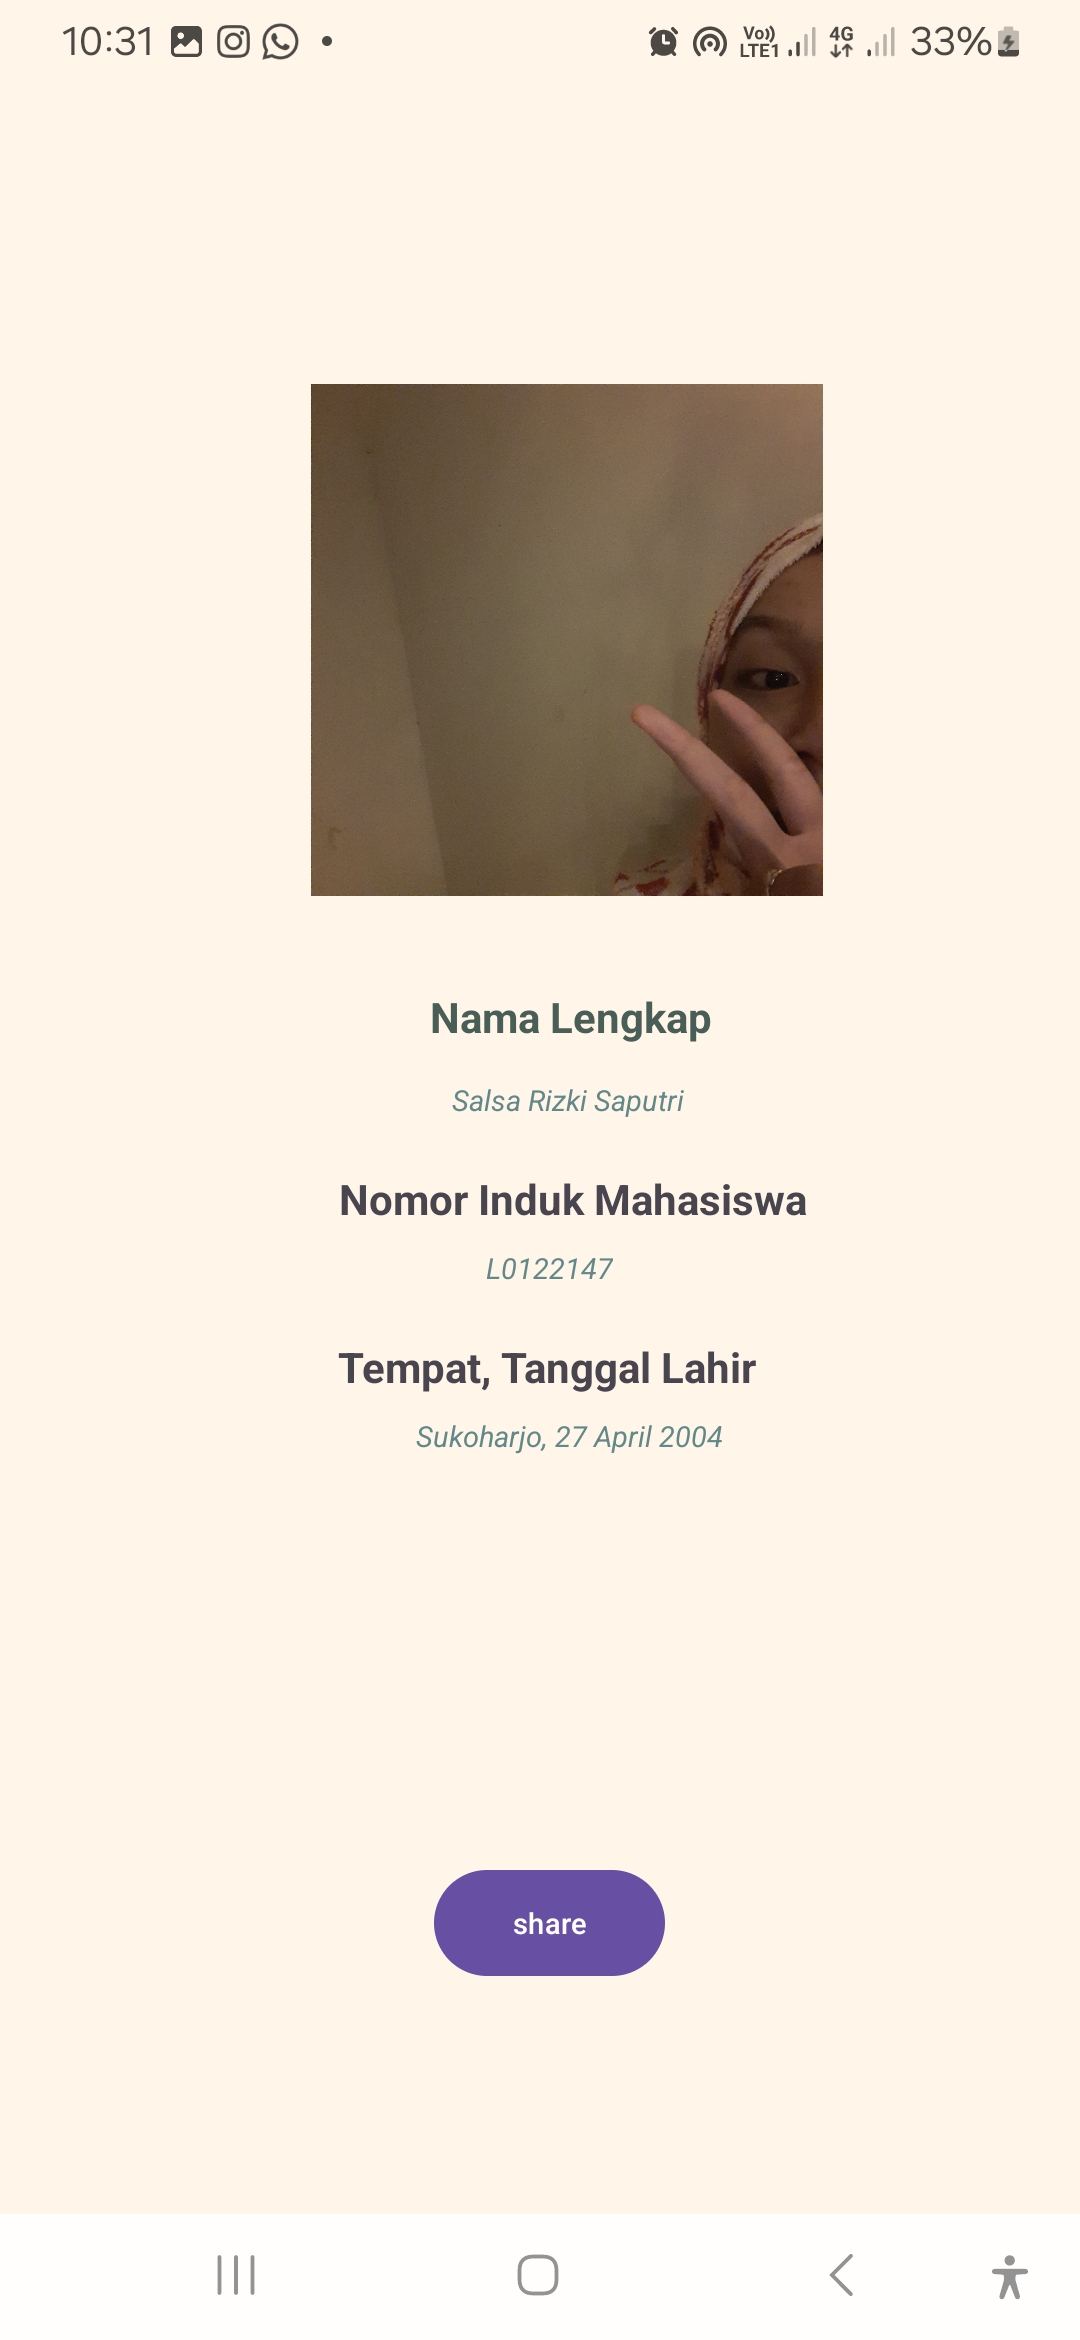 10:31 Vo)) LTE1 4G 33%
Nama Lengkap
Salsa Rizki Saputri
Nomor Induk Mahasiswa
L0122147
Tempat, Tanggal Lahir
Sukoharjo, 27 April 2004
share